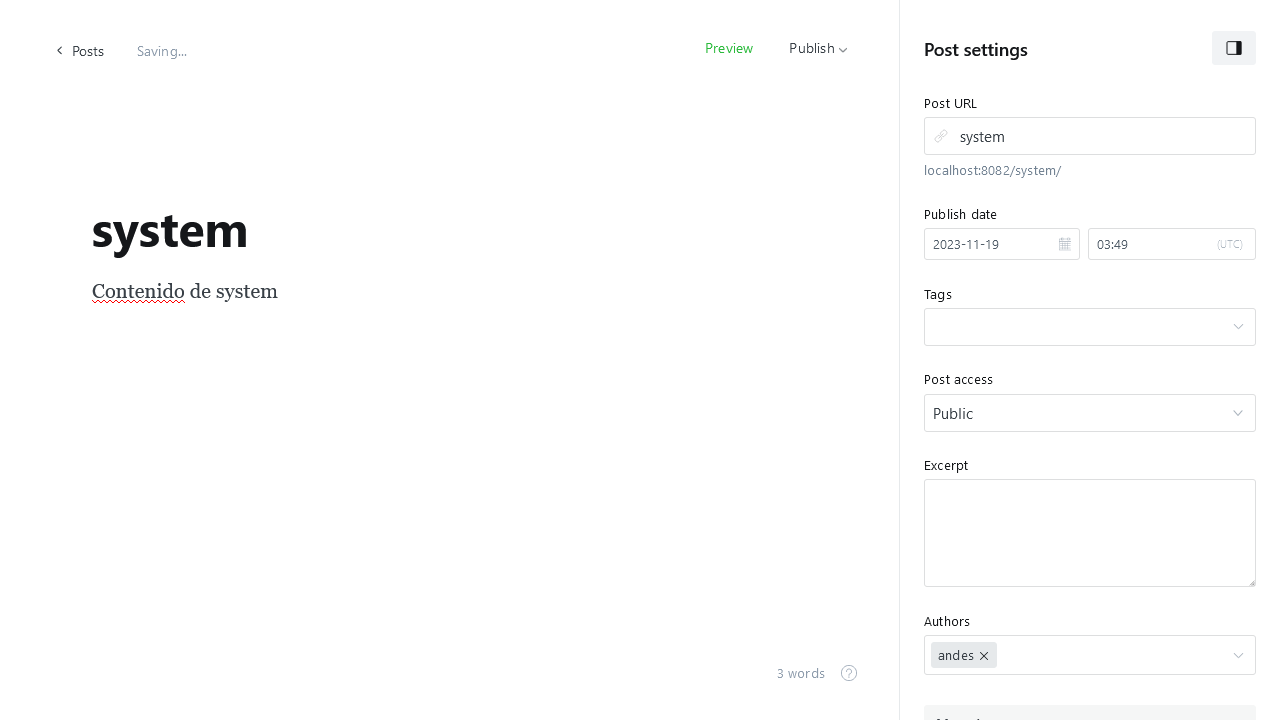 Posts
Saving...
Preview
Publish
system
Contenido de system
3 words
?
Post settings
Post URL
system
localhost:8082/system/
Publish date
2023-11-19
03:49
(UTC)
Tags
Post access
Public
Excerpt
Authors
andes ×